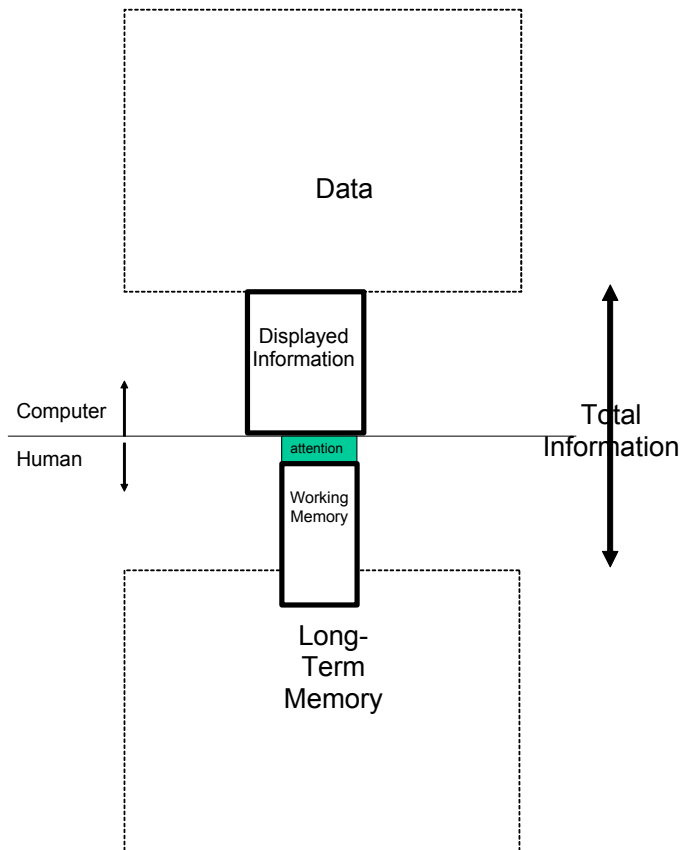 Data
Displayed
Information
Computer
Total
Information
Human
attention
Working
Memory
Long-
Term
Memory